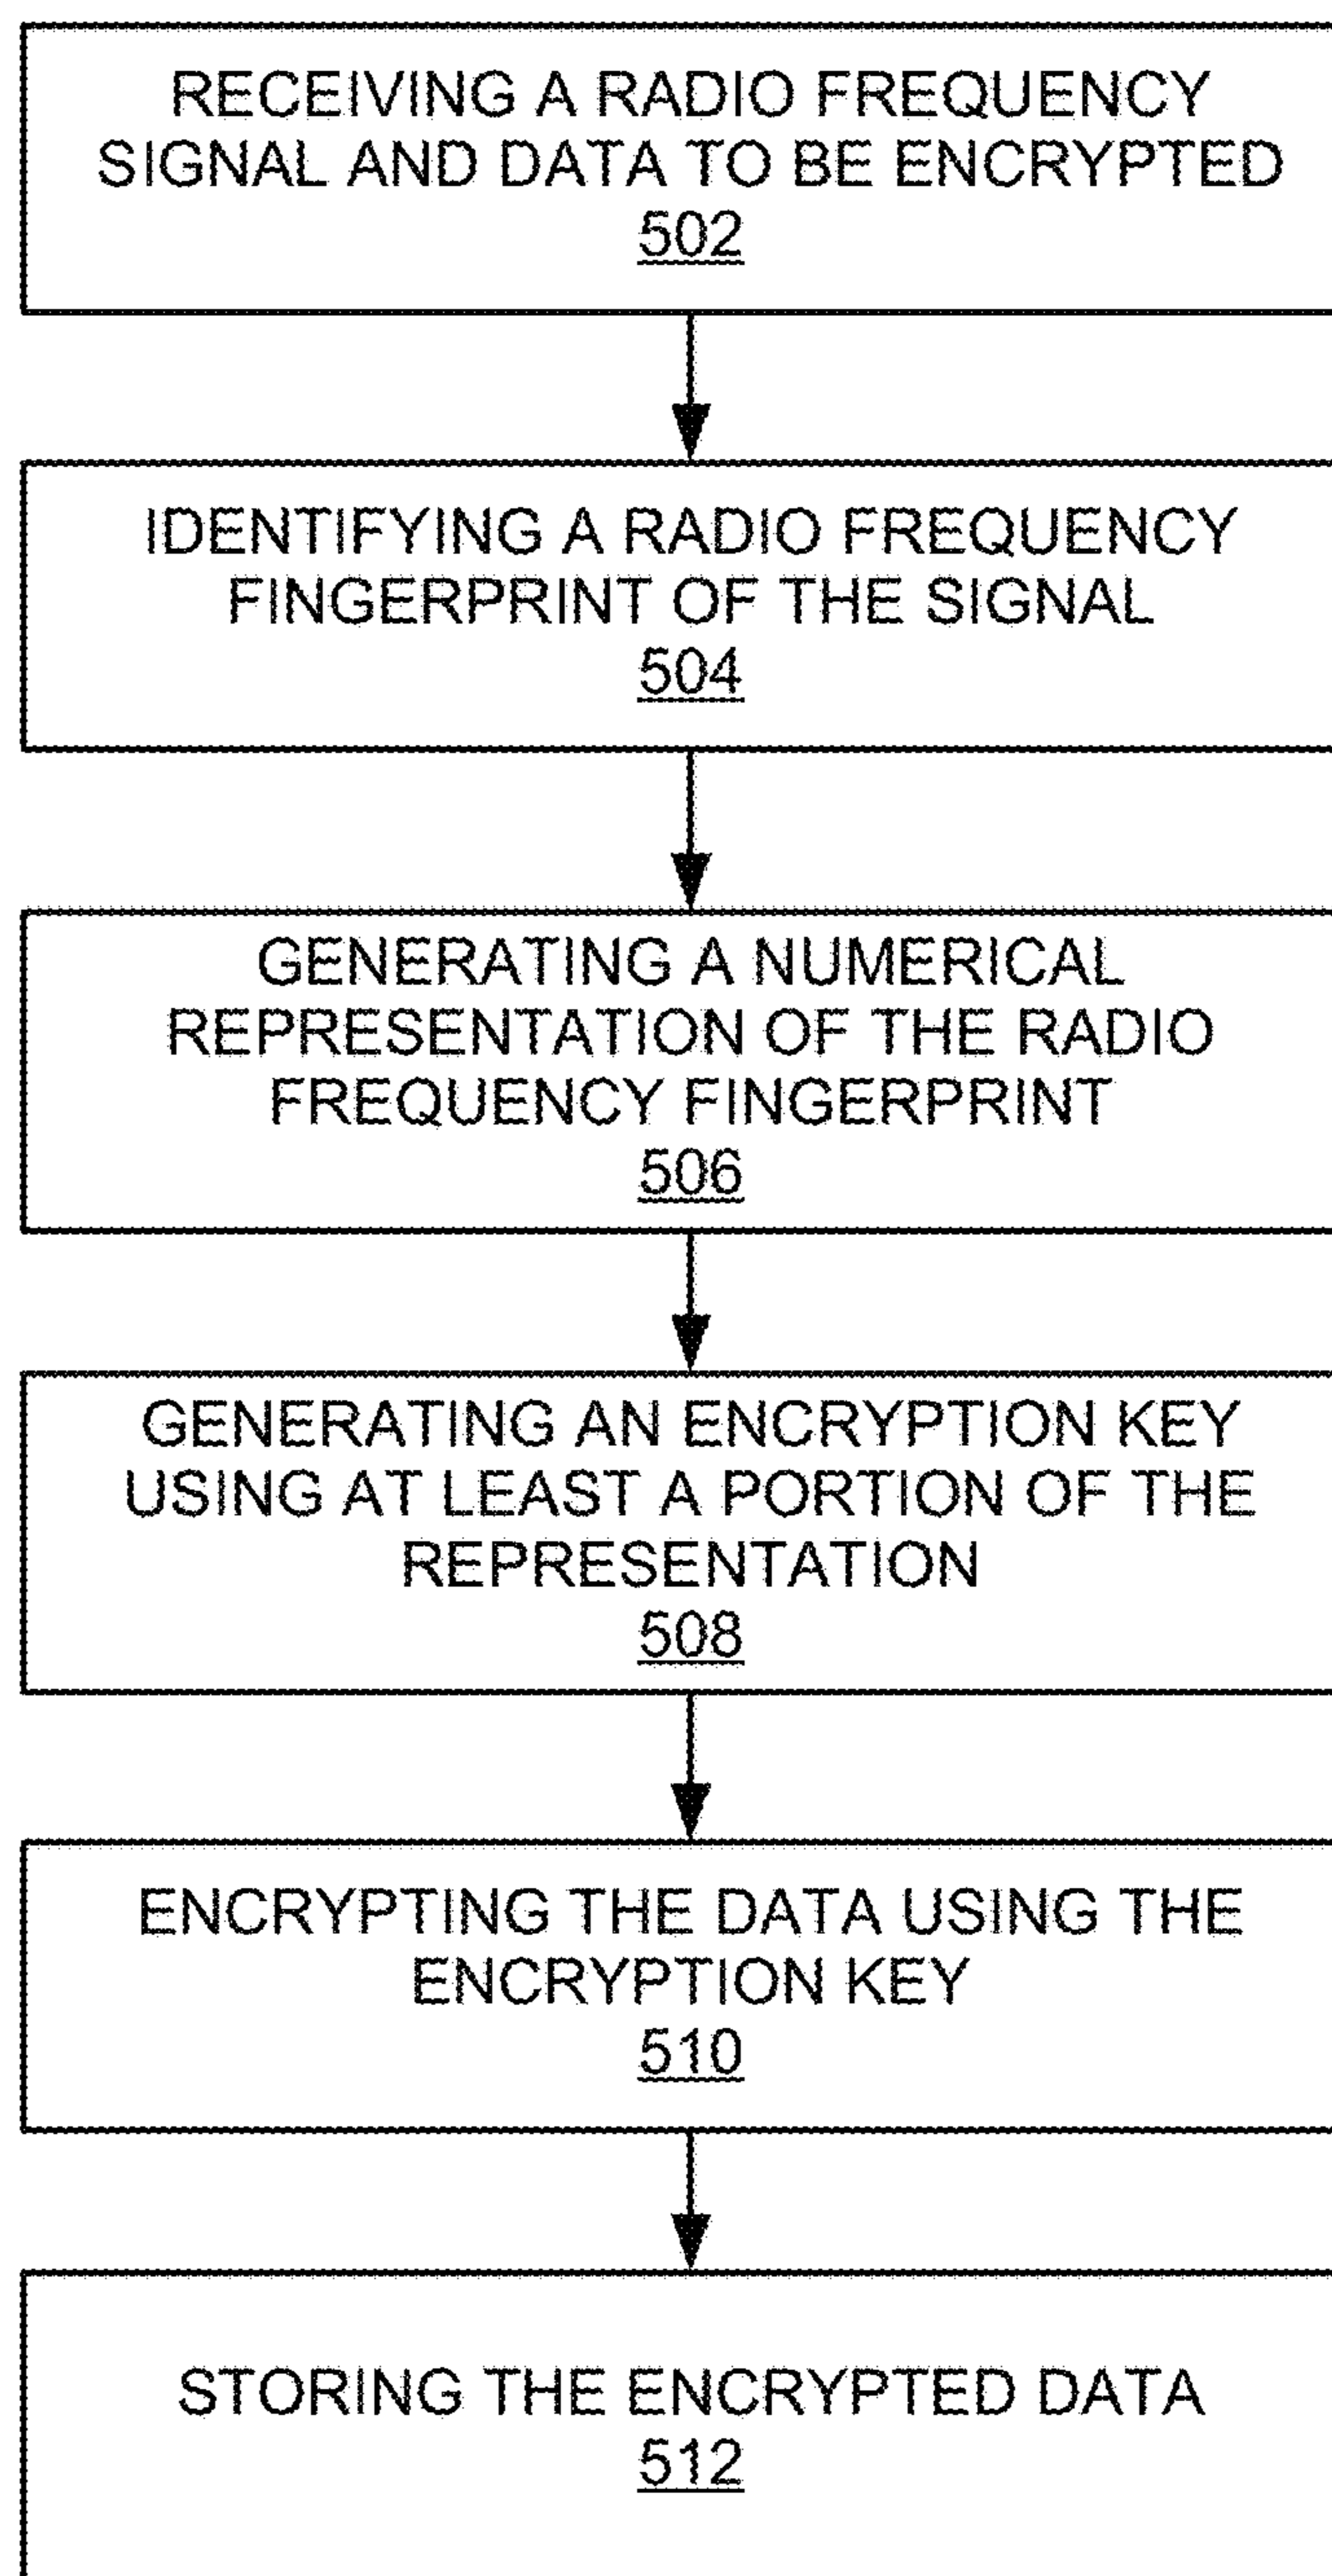 RECEIVING A RADIO FREQUENCY
SIGNAL AND DATA TO BE ENCRYPTED
502
IDENTIFYING A RADIO FREQUENCY
FINGERPRINT OF THE SIGNAL
504
GENERATING A NUMERICAL
REPRESENTATION OF THE RADIO
FREQUENCY FINGERPRINT
506
GENERATING AN ENCRYPTION KEY
USING AT LEAST A PORTION OF THE
REPRESENTATION
508
ENCRYPTING THE DATA USING THE
ENCRYPTION KEY
510
STORING THE ENCRYPTED DATA
512